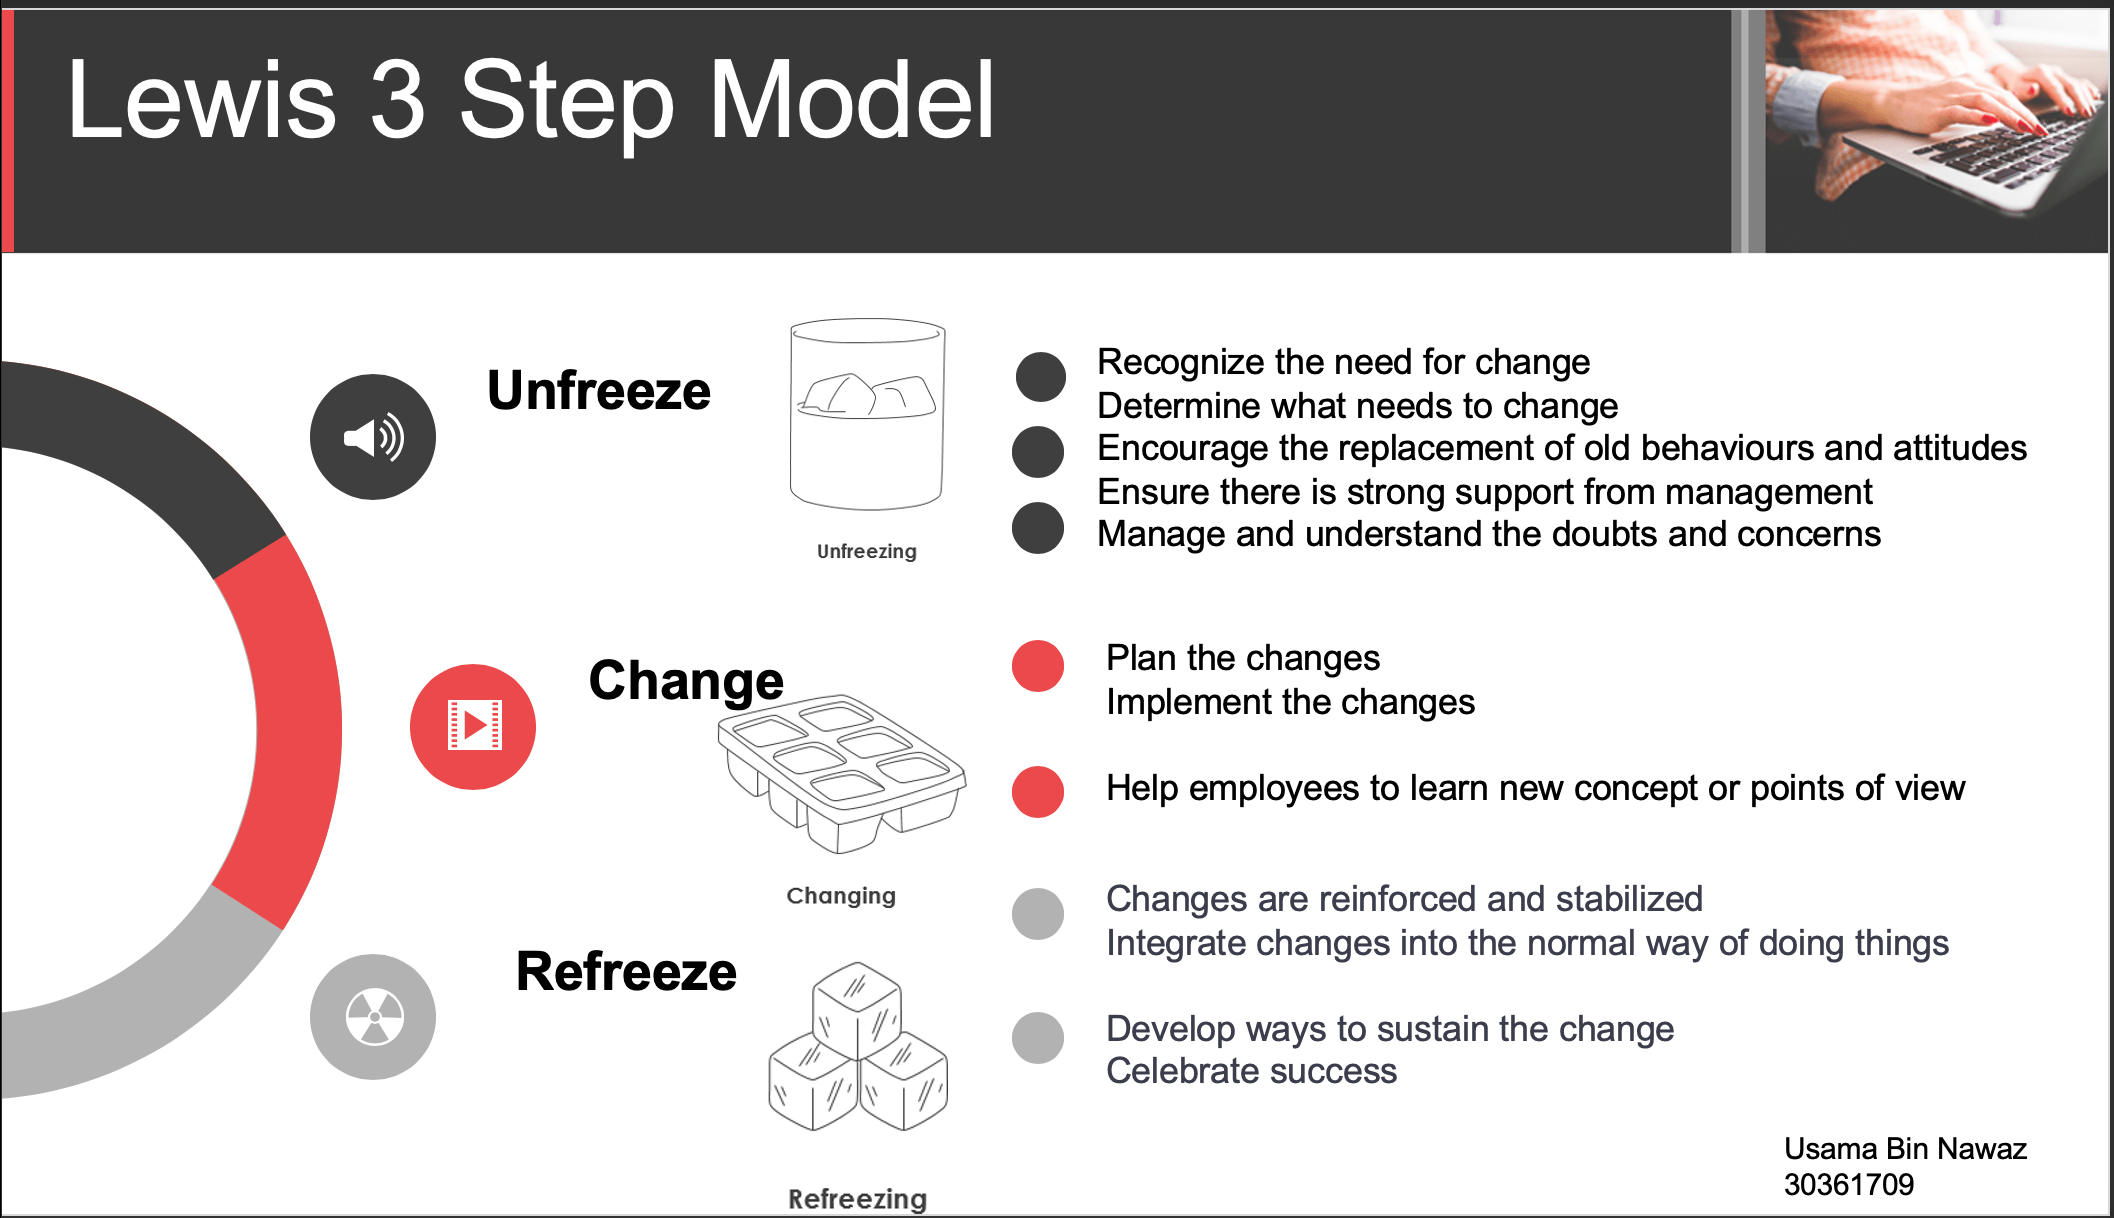 Lewis 3 Step Model
Unfreeze
Unfreezing
Recognize the need for change
Determine what needs to change
Encourage the replacement of old behaviours and attitudes
Ensure there is strong support from management
Manage and understand the doubts and concerns
Change
Changing
Plan the changes
Implement the changes
Help employees to learn new concept or points of view
Refreeze
Refreezing
Changes are reinforced and stabilized
Integrate changes into the normal way of doing things
Develop ways to sustain the change
Celebrate success
Usama Bin Nawaz
30361709